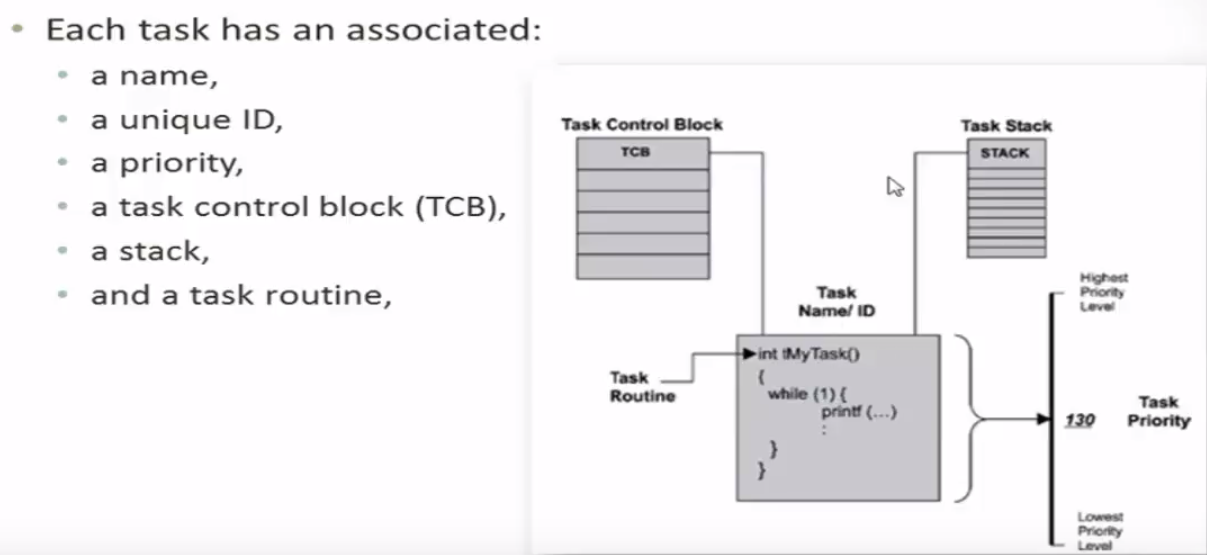 • Each task has an associated:
• a name,
• a unique ID,
• a priority,
• a task control block (TCB),
• a stack,
• and a task routine,
Task Control Block
TCB
Task Stack
STACK
Task
Name/ ID
Task
Routine
int tMyTask()
{
while (1) {
printf (...)
:
}
}
Highest
Priority
Level
130
Task
Priority
Lowest
Priority
Level